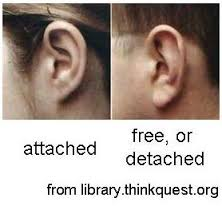 attached
free, or
detached
from library.thinkquest.org